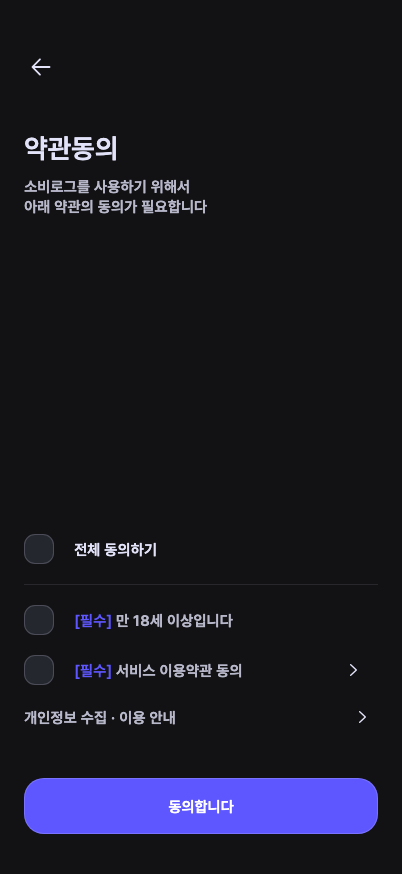 약관동의
소비로그를 사용하기 위해서
아래 약관의 동의가 필요합니다
전체 동의하기
[필수] 만 18세 이상입니다
[필수] 서비스 이용약관 동의
개인정보 수집 · 이용 안내
동의합니다